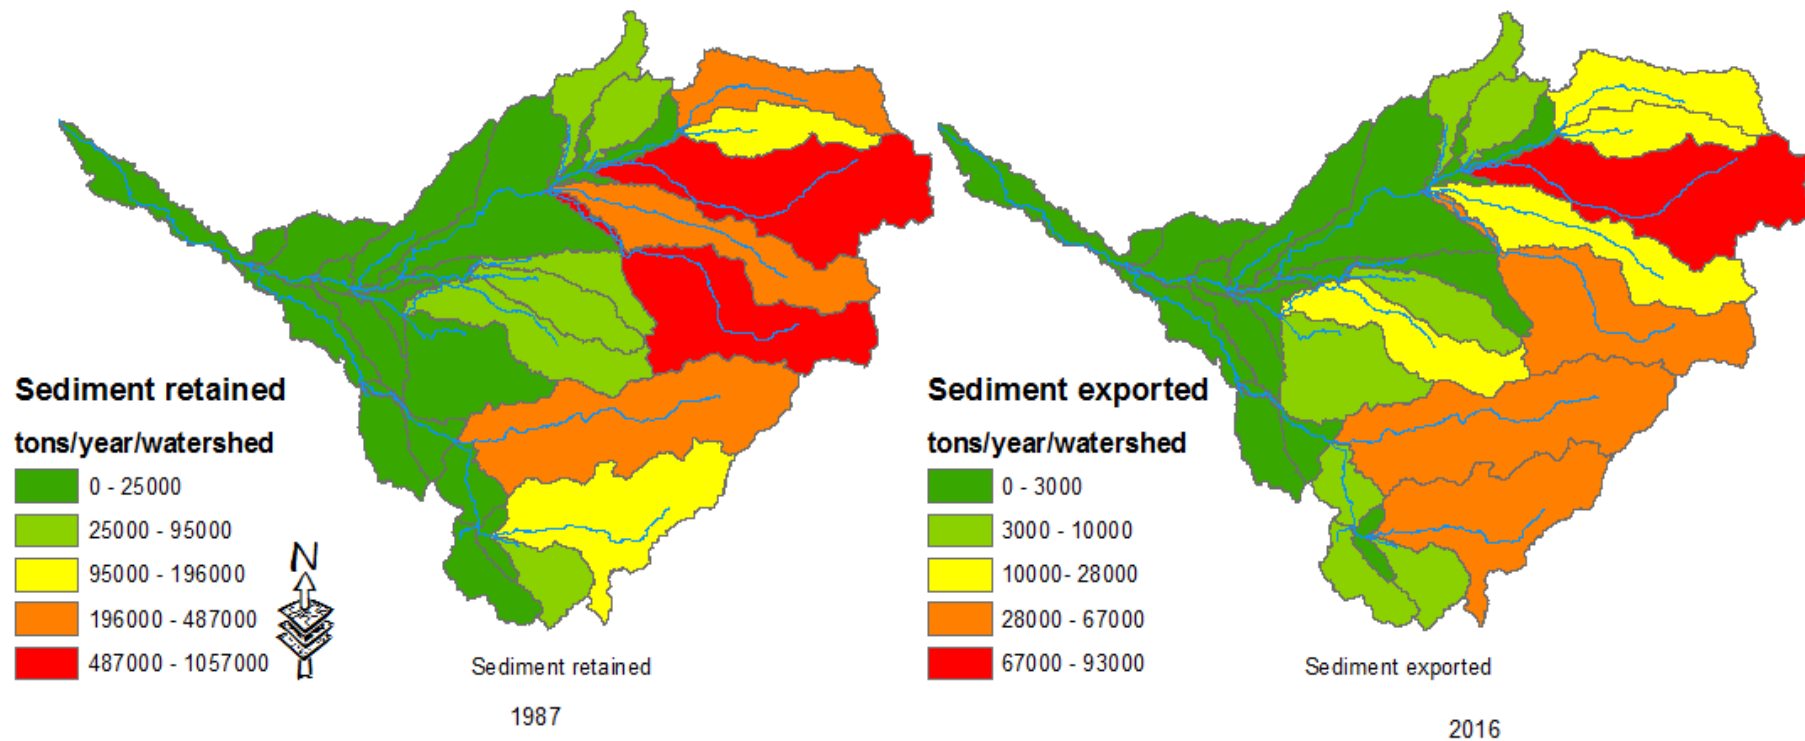 Sediment retained
tons/year/watershed
0 - 25000
25000 - 95000
95000 - 196000
196000 - 487000
487000 - 1057000
N
Sediment retained
1987
Sediment exported
tons/year/watershed
0 - 3000
3000 - 10000
10000- 28000
28000 - 67000
67000 - 93000
Sediment exported
2016